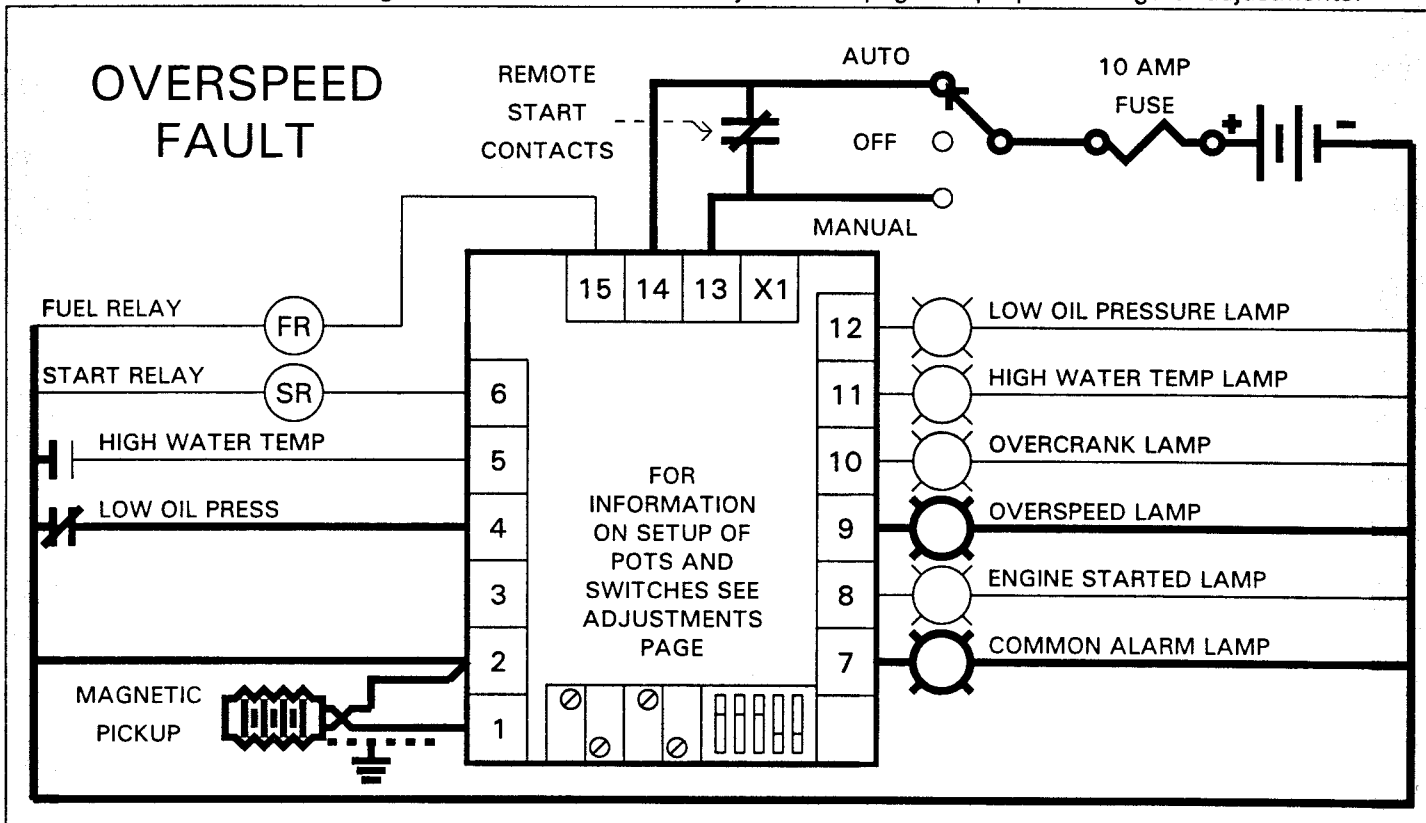 OVERSPEED
FAULT
REMOTE
START
CONTACTS
AUTO
OFF
MANUAL
10 AMP
FUSE
+
-
15 14 13 X1
FUEL RELAY
FR
START RELAY
SR
HIGH WATER TEMP
LOW OIL PRESS
MAGNETIC
PICKUP
6
5
4
3
2
1
FOR
INFORMATION
ON SETUP OF
POTS AND
SWITCHES SEE
ADJUSTMENTS
PAGE
12
11
10
9
8
7
LOW OIL PRESSURE LAMP
HIGH WATER TEMP LAMP
OVERCRANK LAMP
OVERSPEED LAMP
ENGINE STARTED LAMP
COMMON ALARM LAMP